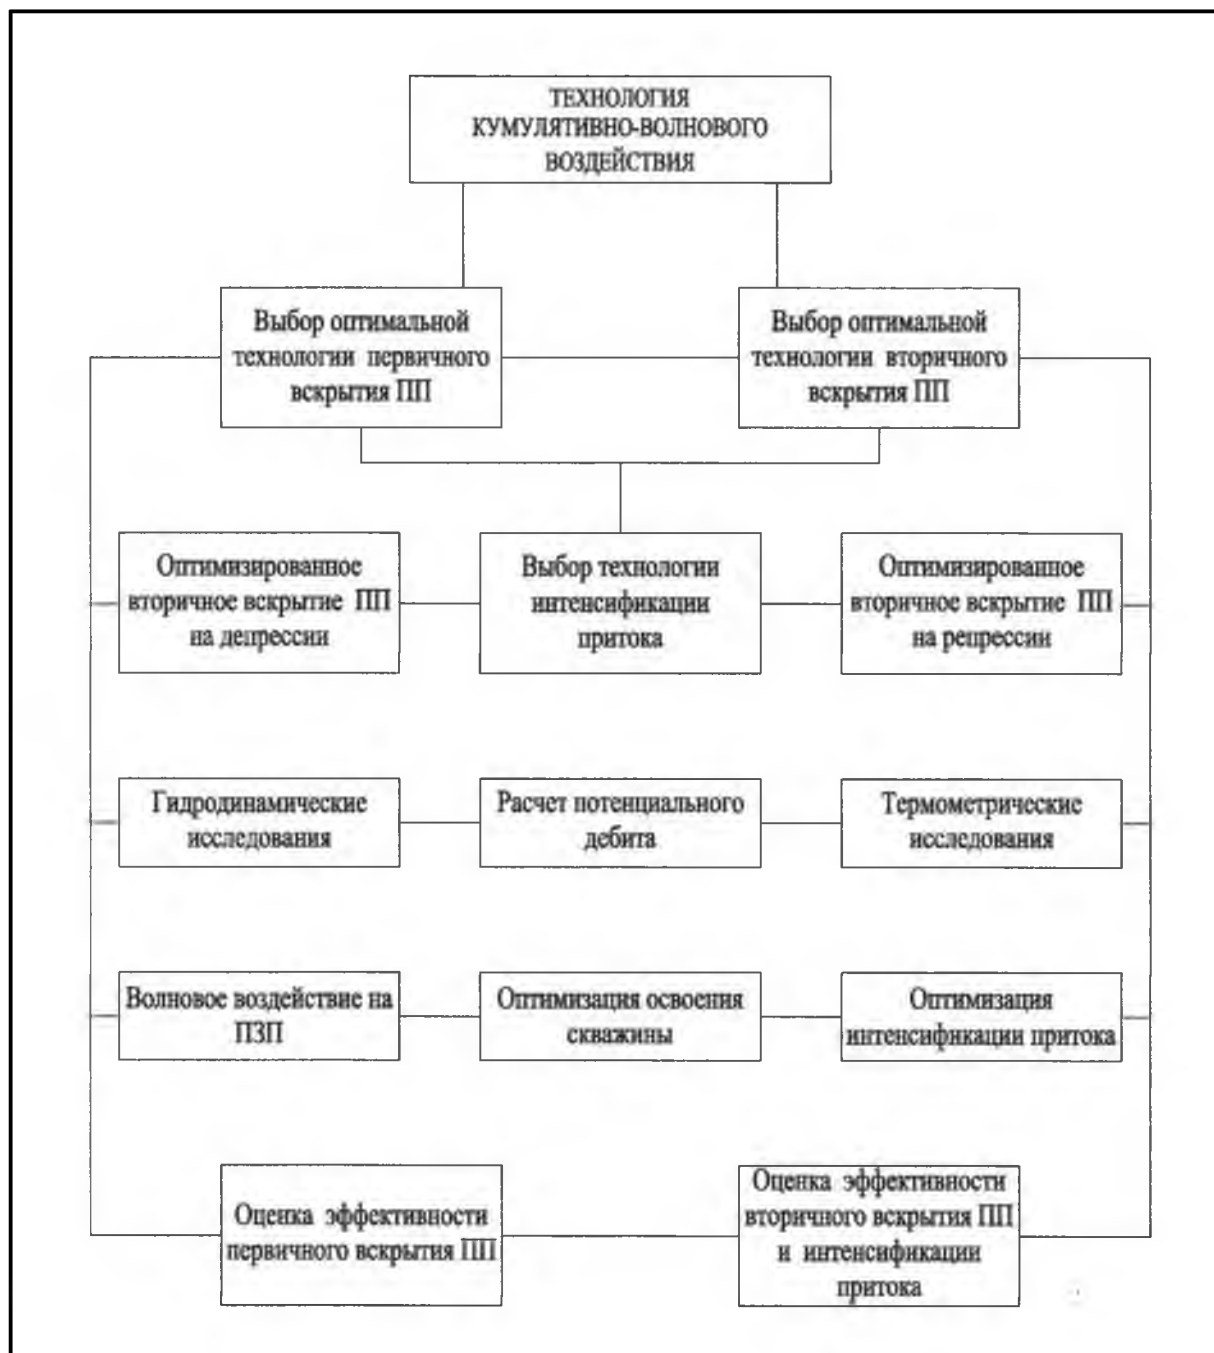 ТЕХНОЛОГИЯ
КУМУЛЯТИВНО-ВОЛНОВОГО
ВОЗДЕЙСТВИЯ
Выбор оптимальной
технологии первичного
вскрытия ПП
Выбор оптимальной
технологии вторичного
вскрытия ПП
Оптимизированное
вторичное вскрытие ПП
на депрессии
Выбор технологии
интенсификации
притока
Оптимизированное
вторичное вскрытие ПП
на репрессии
Гидродинамические
исследования
Расчет потенциального
дебита
Термометрические
исследования
Волновое воздействие на
ПЗП
Оптимизация освоения
скважины
Оптимизация
интенсификации притока
Оценка эффективности
первичного вскрытия ПП
Оценка эффективности
вторичного вскрытия ПП
и интенсификации
притока